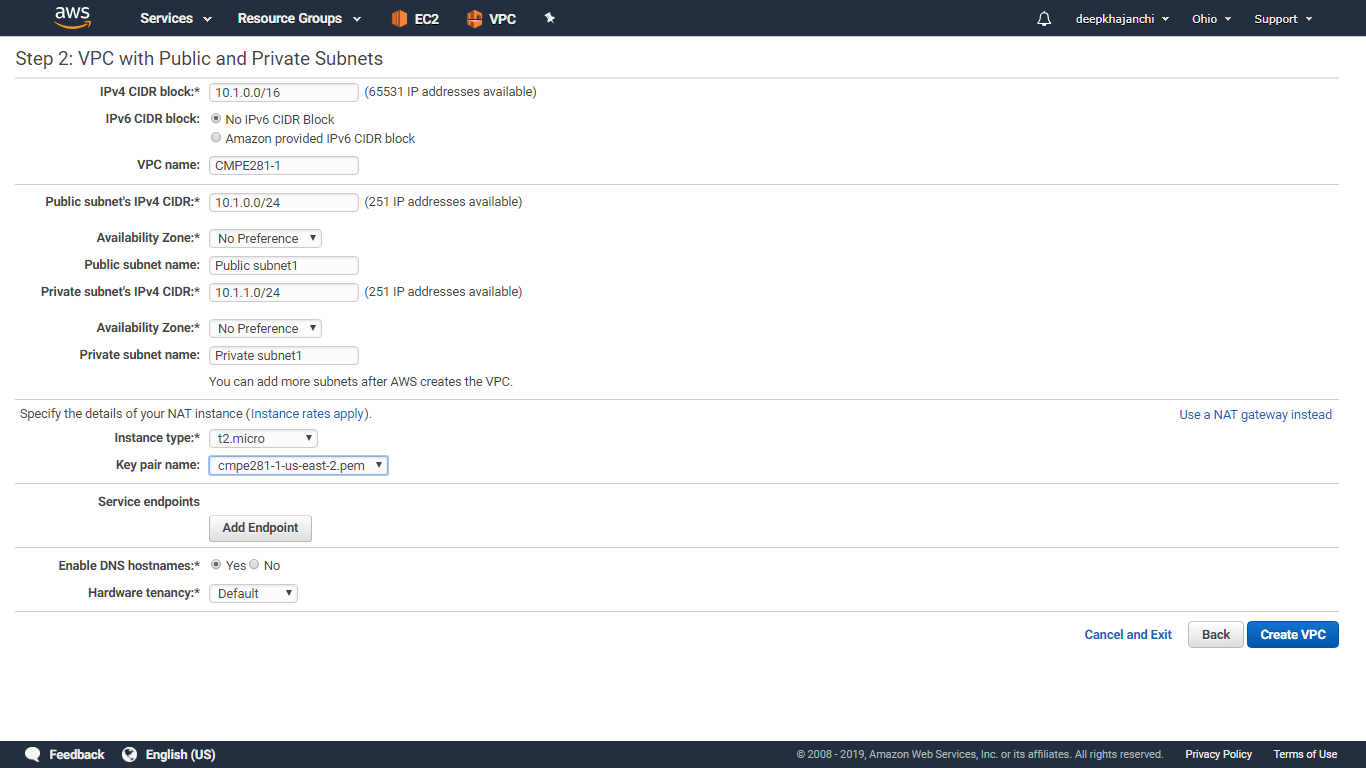 aws Services Resource Groups EC2 VPC deepkhajanchi Ohio Support
Step 2: VPC with Public and Private Subnets
IPv4 CIDR block:* 10.1.0.0/16 (65531 IP addresses available)
IPv6 CIDR block: No IPv6 CIDR Block
Amazon provided IPv6 CIDR block
VPC name: CMPE281-1
Public subnet's IPv4 CIDR:* 10.1.0.0/24 (251 IP addresses available)
Availability Zone:* No Preference
Public subnet name: Public subnet1
Private subnet's IPv4 CIDR:* 10.1.1.0/24 (251 IP addresses available)
Availability Zone:* No Preference
Private subnet name: Private subnet1
You can add more subnets after AWS creates the VPC.
Specify the details of your NAT instance (Instance rates apply). Use a NAT gateway instead
Instance type:* t2.micro
Key pair name: cmpe281-1-us-east-2.pem
Service endpoints
Add Endpoint
Enable DNS hostnames:* Yes No
Hardware tenancy:* Default
Cancel and Exit Back Create VPC
Feedback English (US) © 2008 - 2019, Amazon Web Services, Inc. or its affiliates. All rights reserved. Privacy Policy Terms of Use